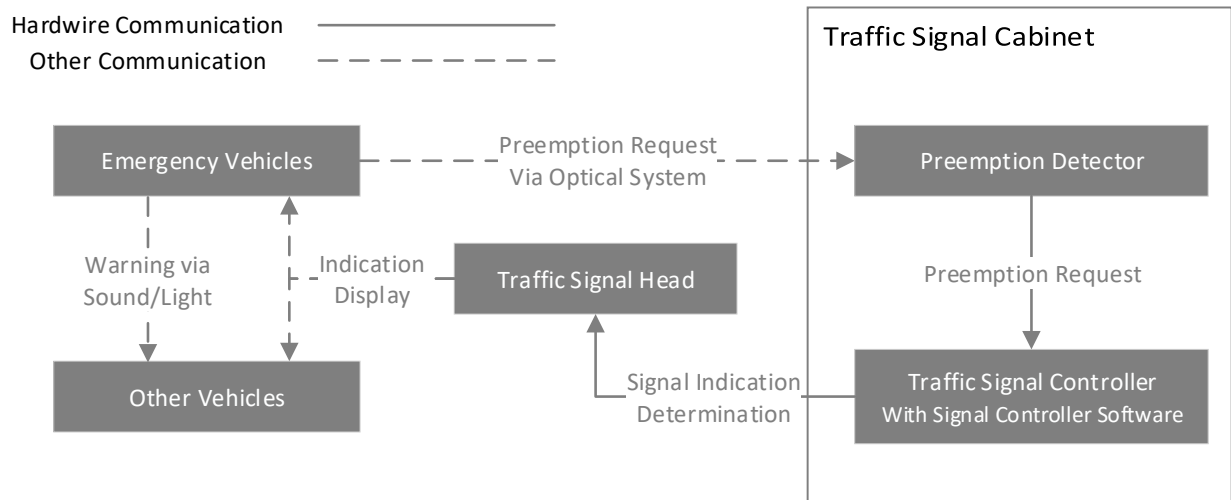 Hardwire Communication
Other Communication
Traffic Signal Cabinet
Emergency Vehicles
Preemption Request
Via Optical System
Preemption Detector
Warning via
Sound/Light
Indication
Display
Traffic Signal Head
Preemption Request
Other Vehicles
Signal Indication
Determination
Traffic Signal Controller
With Signal Controller Software